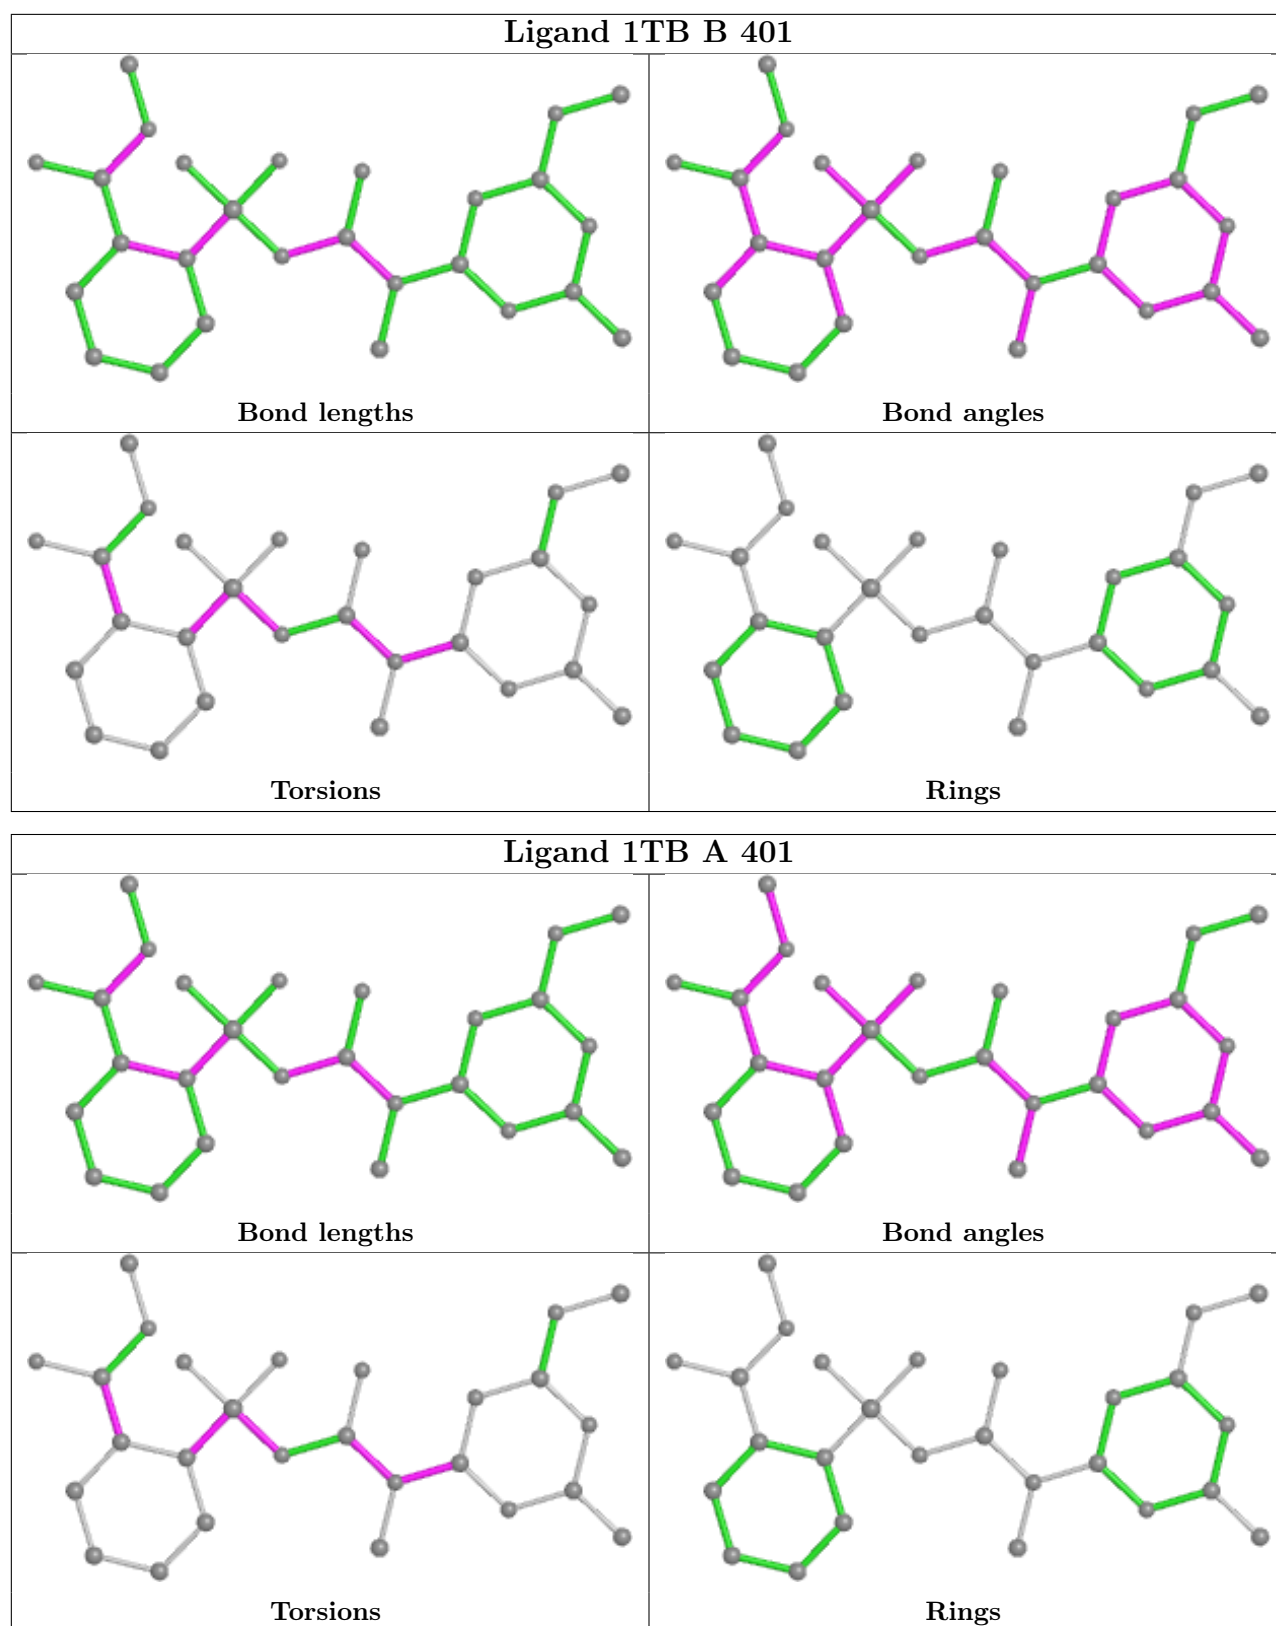 Ligand 1TB B 401
Bond lengths
Bond angles
Torsions
Rings
Ligand 1TB A 401
Bond lengths
Bond angles
Torsions
Rings